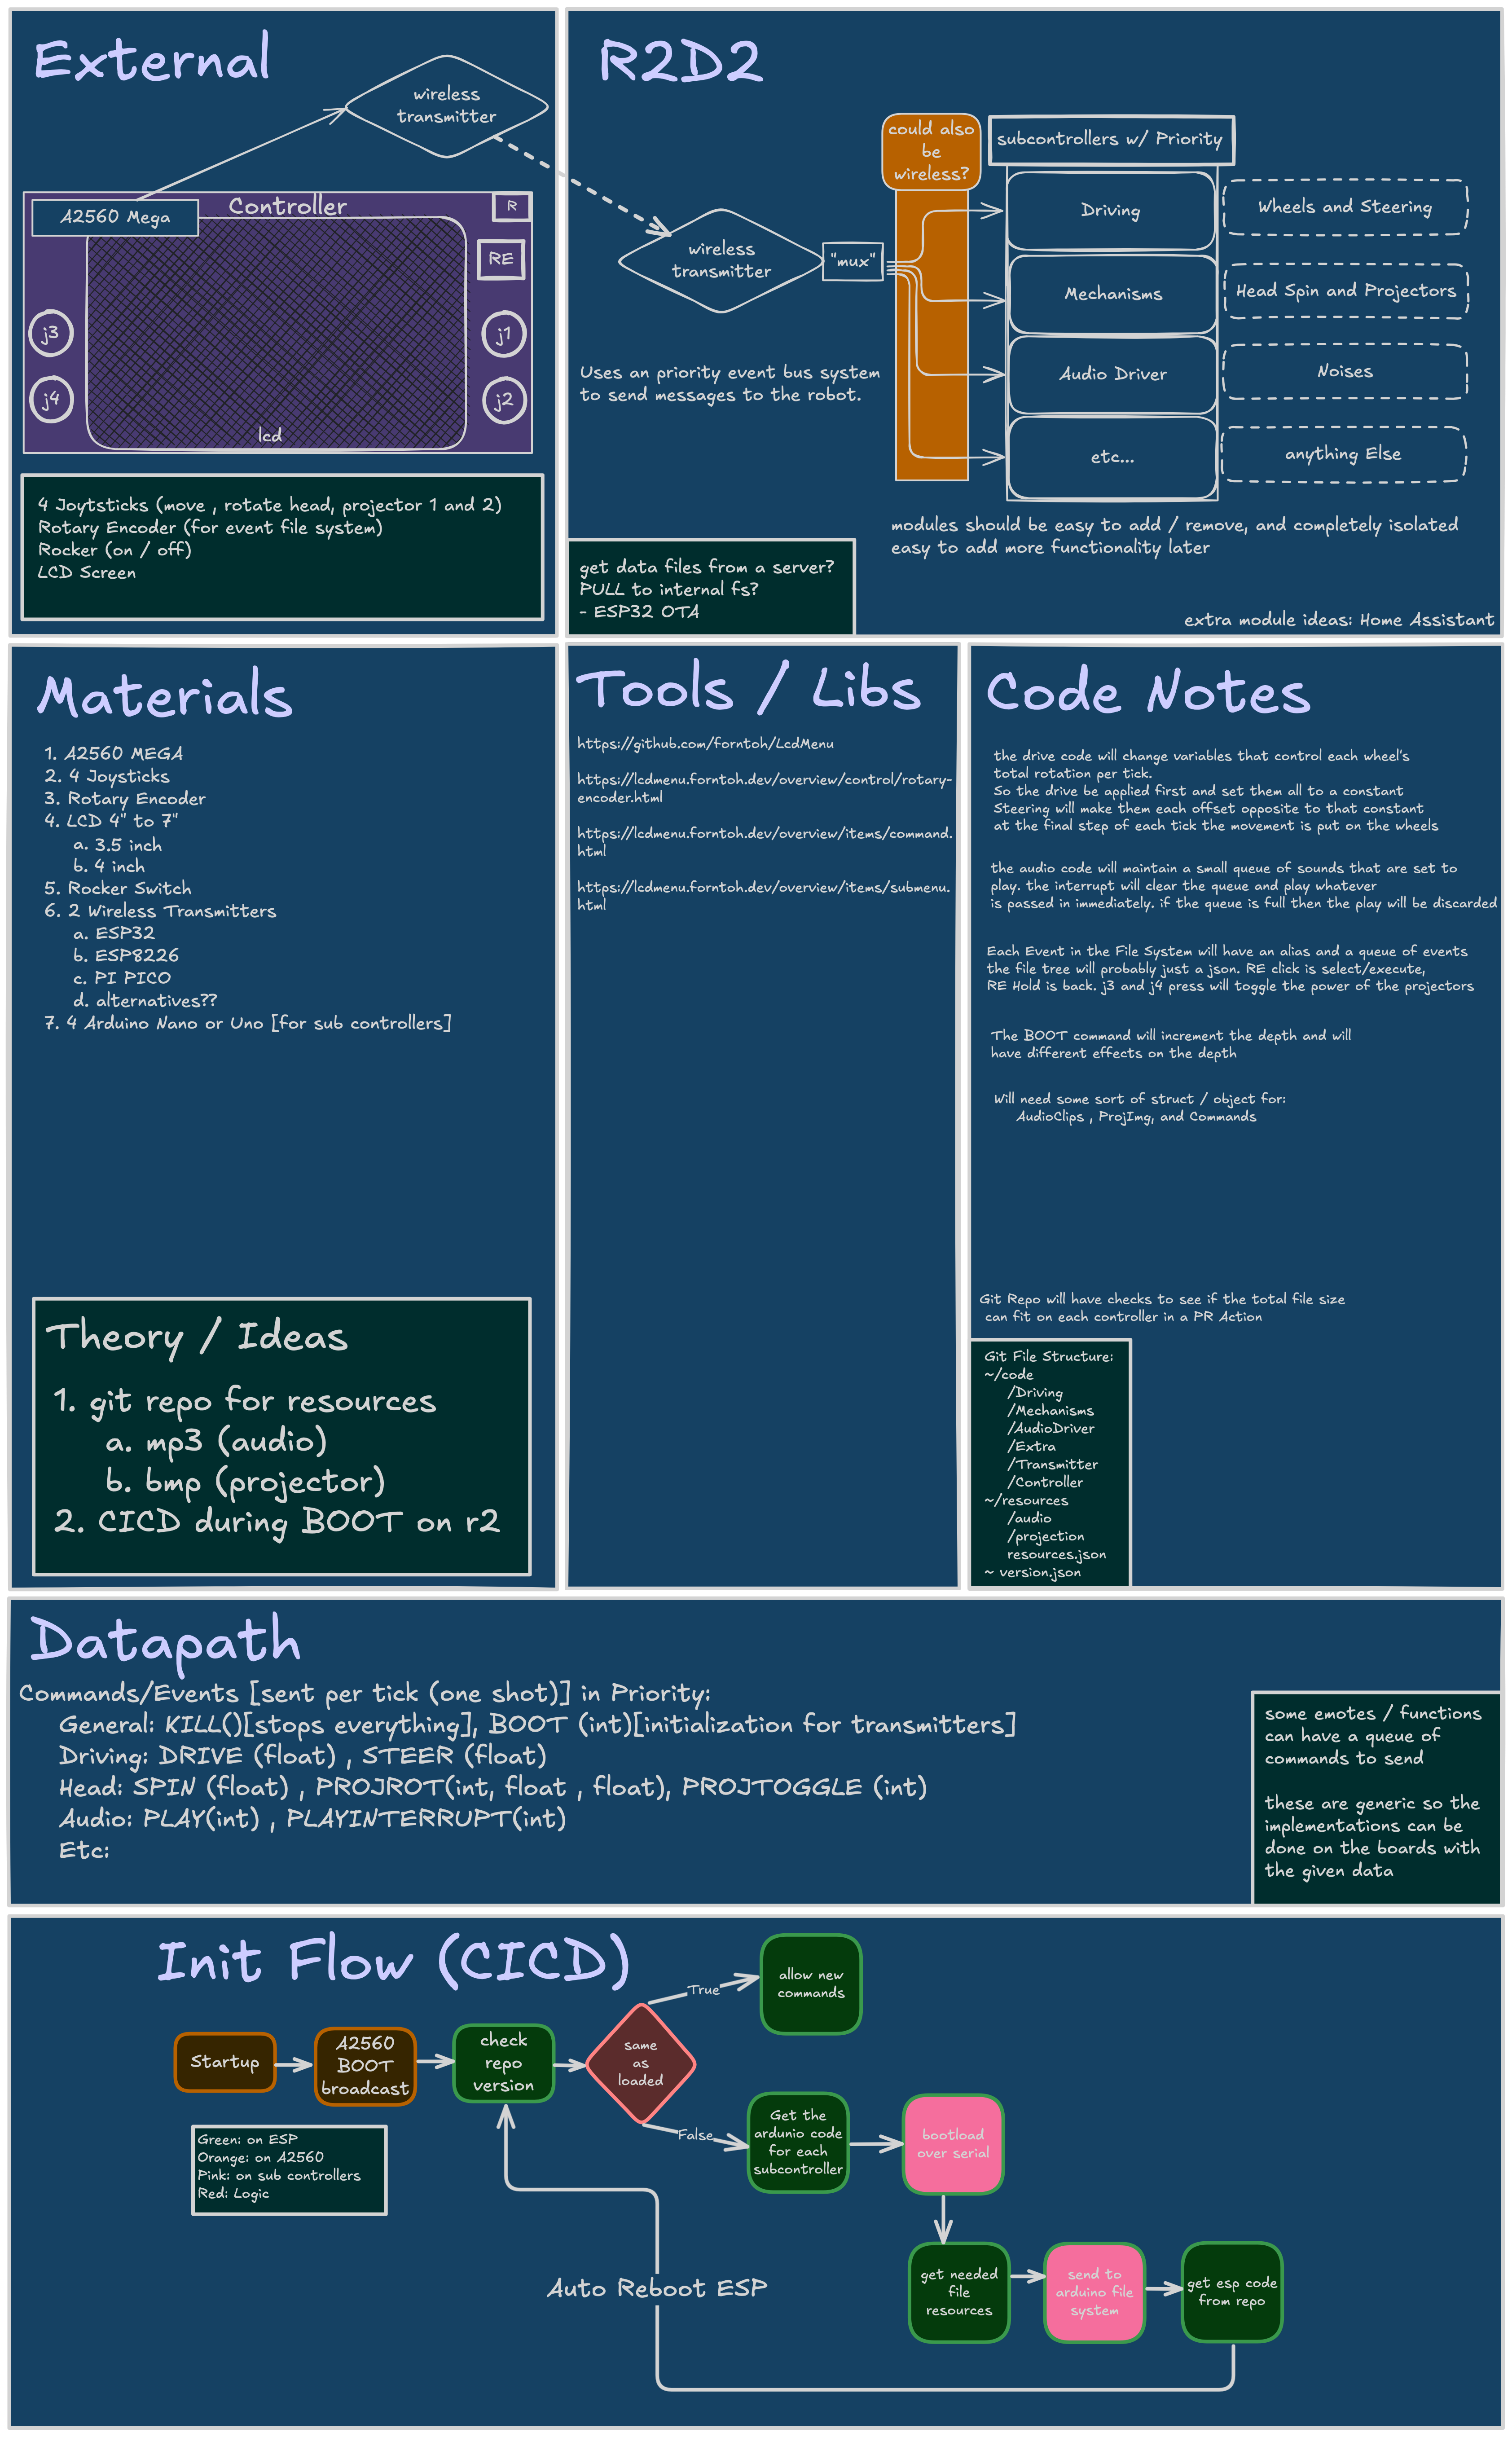 External
wireless
transmitter
Controller
A2560 Mega
R
RE
j3
j1
j4
j2
lcd
4 Joytsticks (move , rotate head, projector 1 and 2)
Rotary Encoder (for event file system)
Rocker (on / off)
LCD Screen
R2D2
could also
be
wireless?
subcontrollers w/ Priority
wireless
transmitter
"mux"
Driving
Wheels and Steering
Mechanisms
Head Spin and Projectors
Audio Driver
Noises
etc...
anything Else
Uses an priority event bus system
to send messages to the robot.
modules should be easy to add / remove, and completely isolated
easy to add more functionality later
get data files from a server?
PULL to internal fs?
- ESP32 OTA
extra module ideas: Home Assistant
Materials
1. A2560 MEGA
2. 4 Joysticks
3. Rotary Encoder
4. LCD 4" to 7"
a. 3.5 inch
b. 4 inch
5. Rocker Switch
6. 2 Wireless Transmitters
a. ESP32
b. ESP8226
c. PI PICO
d. alternatives??
7. 4 Arduino Nano or Uno [for sub controllers]
Theory / Ideas
1. git repo for resources
a. mp3 (audio)
b. bmp (projector)
2. CICD during BOOT on r2
Tools / Libs
https://github.com/forntoh/LcdMenu
https://lcdmenu.forntoh.dev/overview/control/rotary-
encoder.html
https://lcdmenu.forntoh.dev/overview/items/command.
html
https://lcdmenu.forntoh.dev/overview/items/submenu.
html
Code Notes
the drive code will change variables that control each wheel's
total rotation per tick.
So the drive be applied first and set them all to a constant
Steering will make them each offset opposite to that constant
at the final step of each tick the movement is put on the wheels
the audio code will maintain a small queue of sounds that are set to
play. the interrupt will clear the queue and play whatever
is passed in immediately. if the queue is full then the play will be discarded
Each Event in the File System will have an alias and a queue of events
the file tree will probably just a json. RE click is select/execute,
RE Hold is back. j3 and j4 press will toggle the power of the projectors
The BOOT command will increment the depth and will
have different effects on the depth
Will need some sort of struct / object for:
AudioClips , ProjImg, and Commands
Git Repo will have checks to see if the total file size
can fit on each controller in a PR Action
Git File Structure:
~/code
/Driving
/Mechanisms
/AudioDriver
/Extra
/Transmitter
/Controller
~/resources
/audio
/projection
resources.json
~ version.json
Datapath
Commands/Events [sent per tick (one shot)] in Priority:
General: KILL()[stops everything], BOOT (int)[initialization for transmitters]
Driving: DRIVE (float) , STEER (float)
Head: SPIN (float) , PROJROT(int, float , float), PROJTOGGLE (int)
Audio: PLAY(int) , PLAYINTERRUPT(int)
Etc:
some emotes / functions
can have a queue of
commands to send
these are generic so the
implementations can be
done on the boards with
the given data
Init Flow (CICD)
Startup
A2560
BOOT
broadcast
check
repo
version
same
as
loaded
True
allow new
commands
False
Get the
ardunio code
for each
subcontroller
bootload
over serial
Green: on ESP
Orange: on A2560
Pink: on sub controllers
Red: Logic
get needed
file
resources
send to
arduino file
system
get esp code
from repo
Auto Reboot ESP